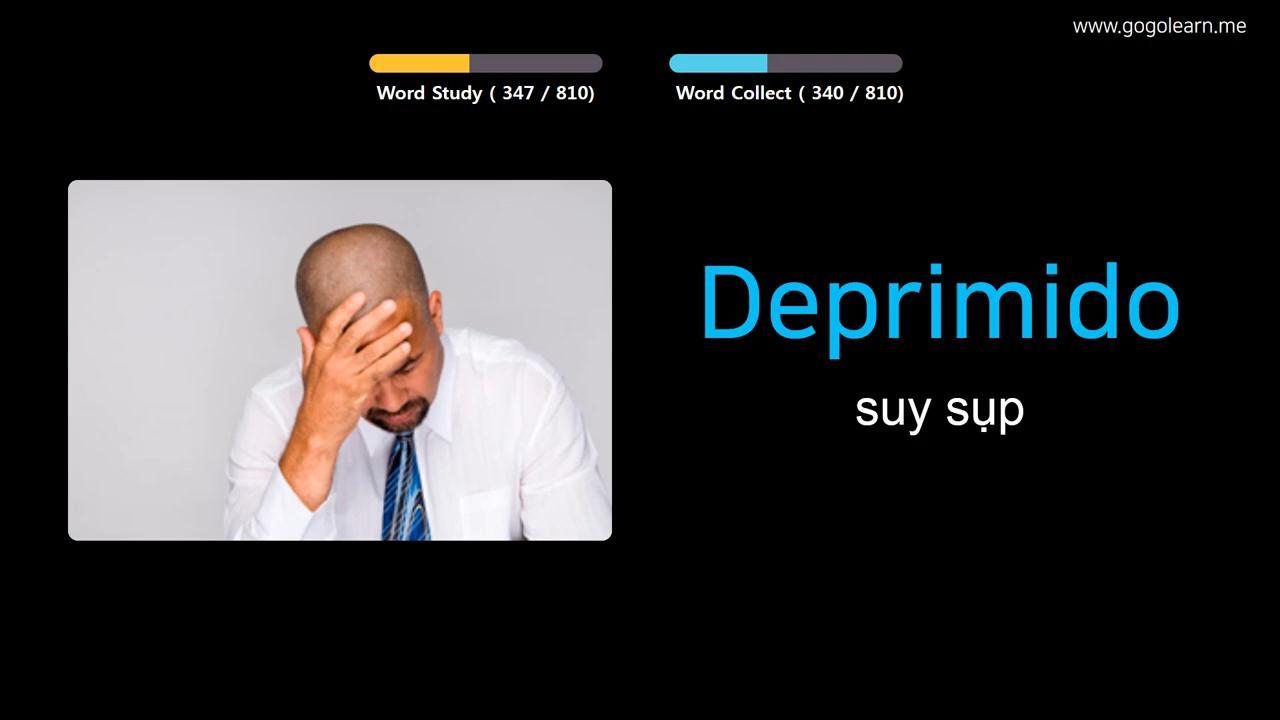 www.gogolearn.me
Word Study ( 347 / 810)
Word Collect ( 340 / 810)
Deprimido
suy sụp